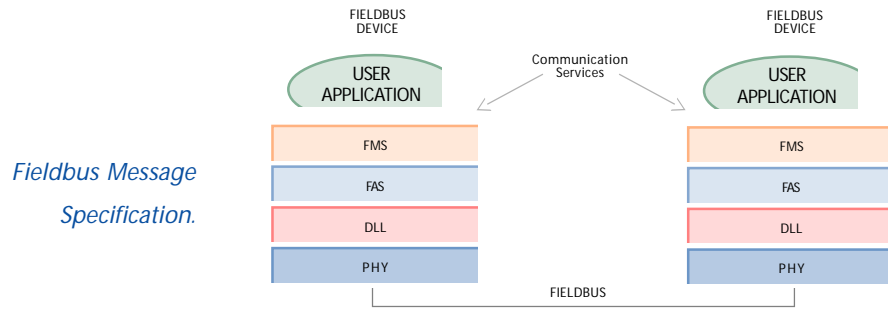 FIELDBUS
DEVICE
FIELDBUS
DEVICE
USER
APPLICATION
Communication
Services
USER
APPLICATION
Fieldbus Message
Specification.
FMS
FAS
DLL
PHY
FMS
FAS
DLL
PHY
FIELDBUS